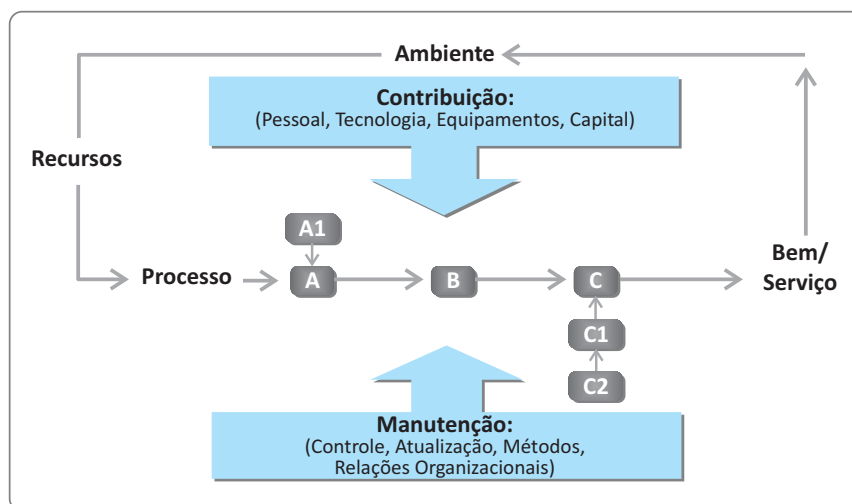 Ambiente
Contribuição:
(Pessoal, Tecnologia, Equipamentos, Capital)
Recursos
A1
Processo
A
B
C
Bem/
Serviço
C1
C2
Manutenção:
(Controle, Atualização, Métodos,
Relações Organizacionais)